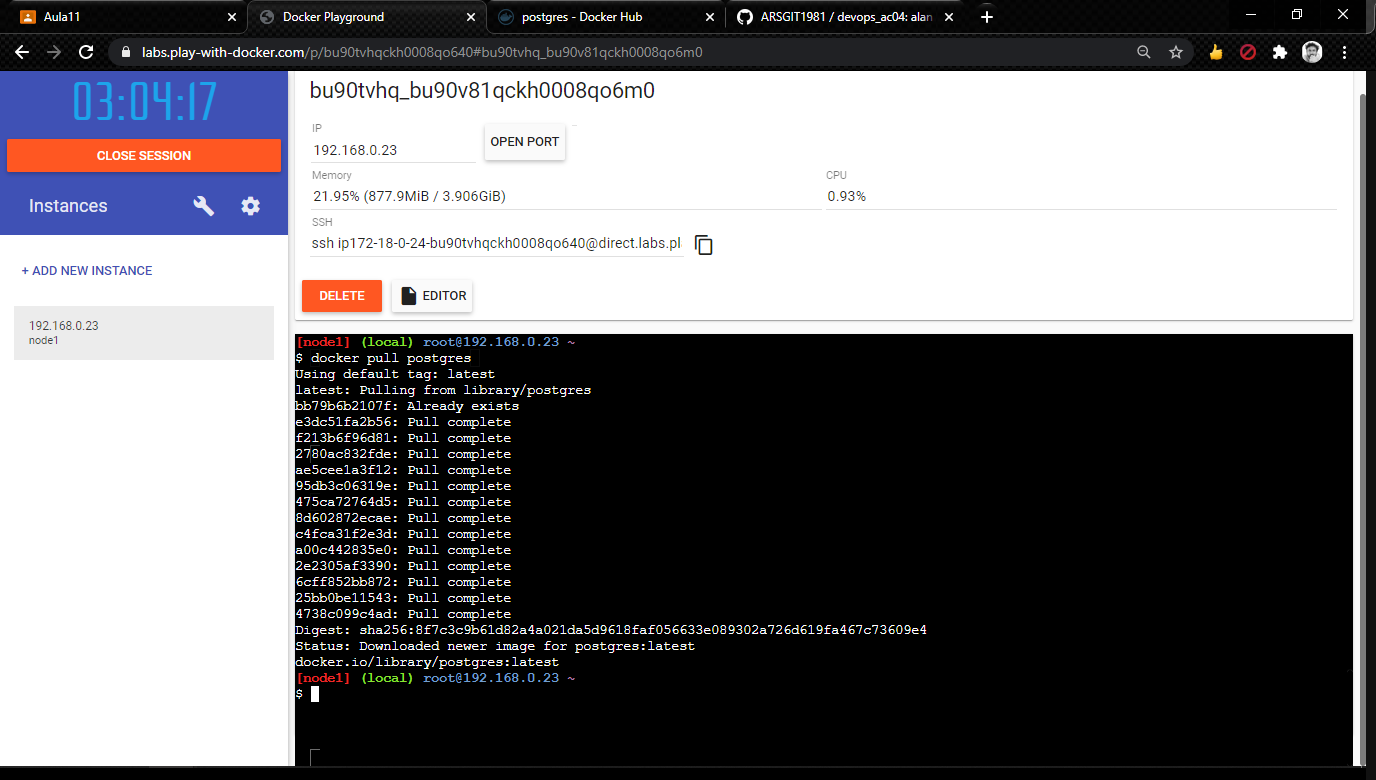 Aula11
Docker Playground
postgres - Docker Hub
ARSGIT1981 / devops_ac04: alan
labs.play-with-docker.com/p/bu90tvhqckh0008qo640#bu90tvhq_bu90v81qckh0008qo6m0
03:04:17
CLOSE SESSION
Instances
+ ADD NEW INSTANCE
192.168.0.23
node1
bu90tvhq_bu90v81qckh0008qo6m0
IP
192.168.0.23
OPEN PORT
Memory
21.95% (877.9MiB / 3.906GiB)
CPU
0.93%
SSH
ssh ip172-18-0-24-bu90tvhqckh0008qo640@direct.labs.pl
DELETE
EDITOR
[node1] (local) root@192.168.0.23 ~
$ docker pull postgres
Using default tag: latest
latest: Pulling from library/postgres
bb79b6b2107f: Already exists
e3dc51fa2b56: Pull complete
f213b6f96d81: Pull complete
2780ac832fde: Pull complete
ae5cee1a3f12: Pull complete
95db3c06319e: Pull complete
475ca72764d5: Pull complete
8d602872ecae: Pull complete
c4fca31f2e3d: Pull complete
a00c442835e0: Pull complete
2e2305af3390: Pull complete
6cff852bb872: Pull complete
25bb0be11543: Pull complete
4738c099c4ad: Pull complete
Digest: sha256:8f7c3c9b61d82a4a021da5d9618faf056633e089302a726d619fa467c73609e4
Status: Downloaded newer image for postgres:latest
docker.io/library/postgres:latest
[node1] (local) root@192.168.0.23 ~
$